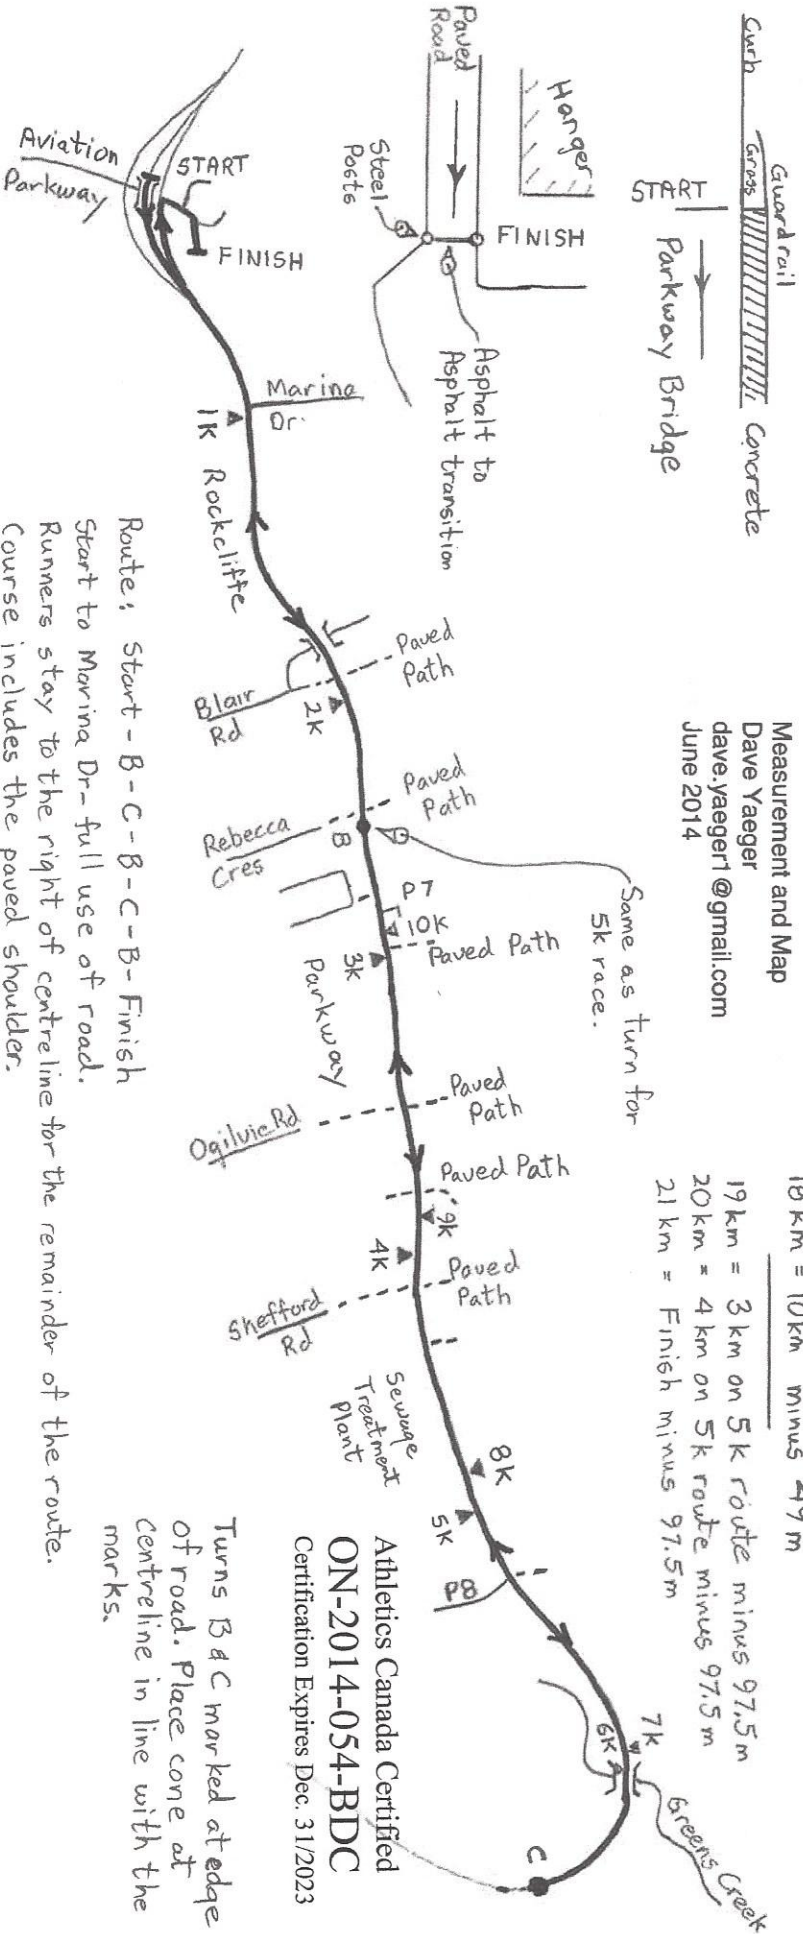 Curb
Guardrail
Grass
Concrete
START
Parkway Bridge
Hanger
Paved
Road
FINISH
Steel
Posts
Asphalt to
Asphalt transition
Measurement and Map
Dave Yaeger
dave.yaeger1@gmail.com
June 2014
18 km = 10 km minus 49 m
19 km = 3 km on 5k route minus 97.5 m
20 km = 4 km on 5k route minus 97.5 m
21 km = Finish minus 97.5 m
Same as turn for
5k race.
Aviation
Parkway
START
FINISH
Marina
Dr.
1K
Rockcliffe
Paved
Path
Blair
Rd
2K
Paved
Path
Rebecca
Cres
B
P7
10K
Paved Path
3K
Parkway
Paved
Path
Ogilvie Rd
Paved Path
9K
4K
Paved
Path
Shefford
Rd
Sewage
Treatment
Plant
8K
5K
P8
7K
6K
Greens Creek
C
Athletics Canada Certified
ON-2014-054-BDC
Certification Expires Dec. 31/2023
Route: Start - B - C - B - C - B - Finish
Start to Marina Dr - full use of road.
Runners stay to the right of centreline for the remainder of the route.
Course includes the paved shoulder.
Turns B & C marked at edge
of road. Place cone at
centreline in line with the
marks.